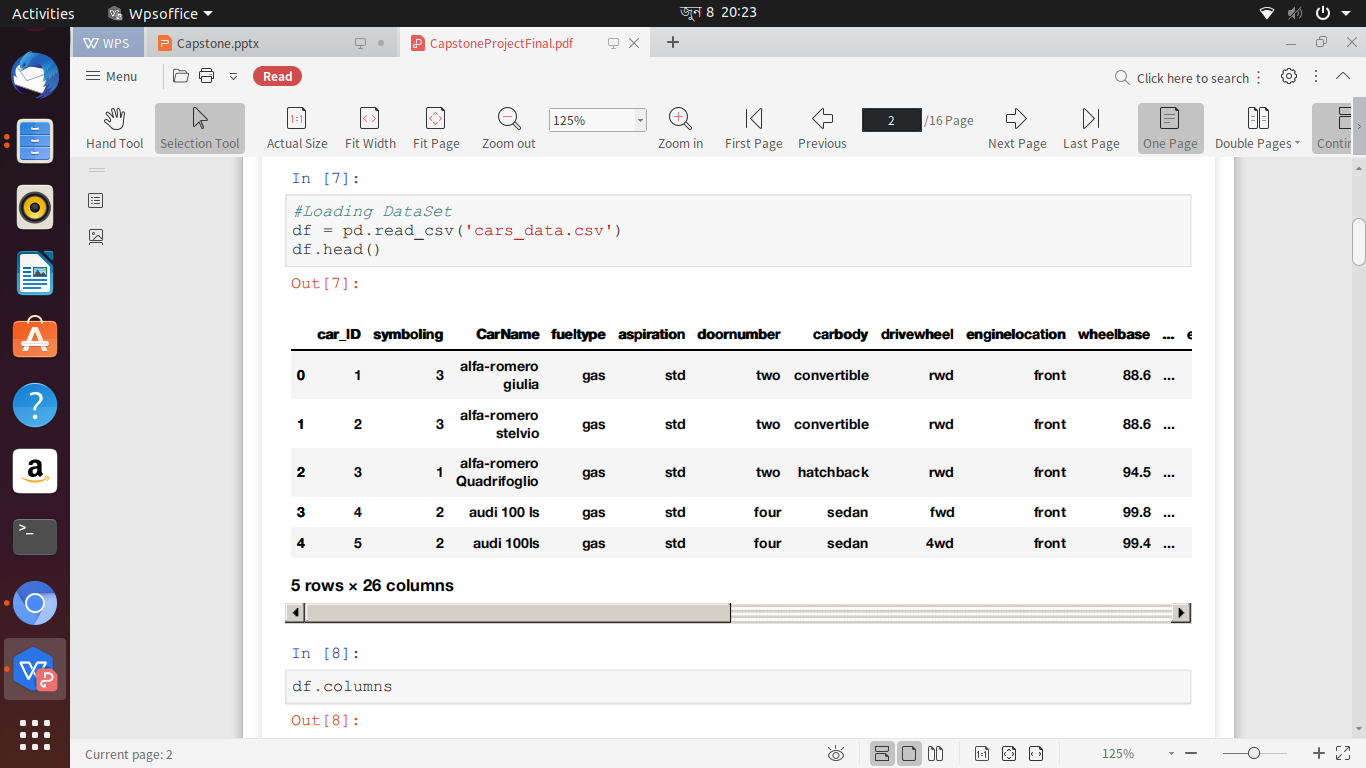 Activities Wpsoffice জুন 8 20:23
WPS Capstone.pptx CapstoneProjectFinal.pdf
Menu Read Click here to search
Hand Tool Selection Tool 1:1 Actual Size Fit Width Fit Page Zoom out 125% Zoom in First Page Previous 2 /16 Page Next Page Last Page One Page Double Pages Contin
In [7]:
#Loading DataSet
df = pd.read_csv('cars_data.csv')
df.head()
Out[7]:
car_ID symboling CarName fueltype aspiration doornumber carbody drivewheel enginelocation wheelbase ... e
0 1 3 alfa-romero giulia gas std two convertible rwd front 88.6 ...
1 2 3 alfa-romero stelvio gas std two convertible rwd front 88.6 ...
2 3 1 alfa-romero Quadrifoglio gas std two hatchback rwd front 94.5 ...
3 4 2 audi 100 ls gas std four sedan fwd front 99.8 ...
4 5 2 audi 100ls gas std four sedan 4wd front 99.4 ...
5 rows × 26 columns
In [8]:
df.columns
Out[8]:
Current page: 2 1:1 125%